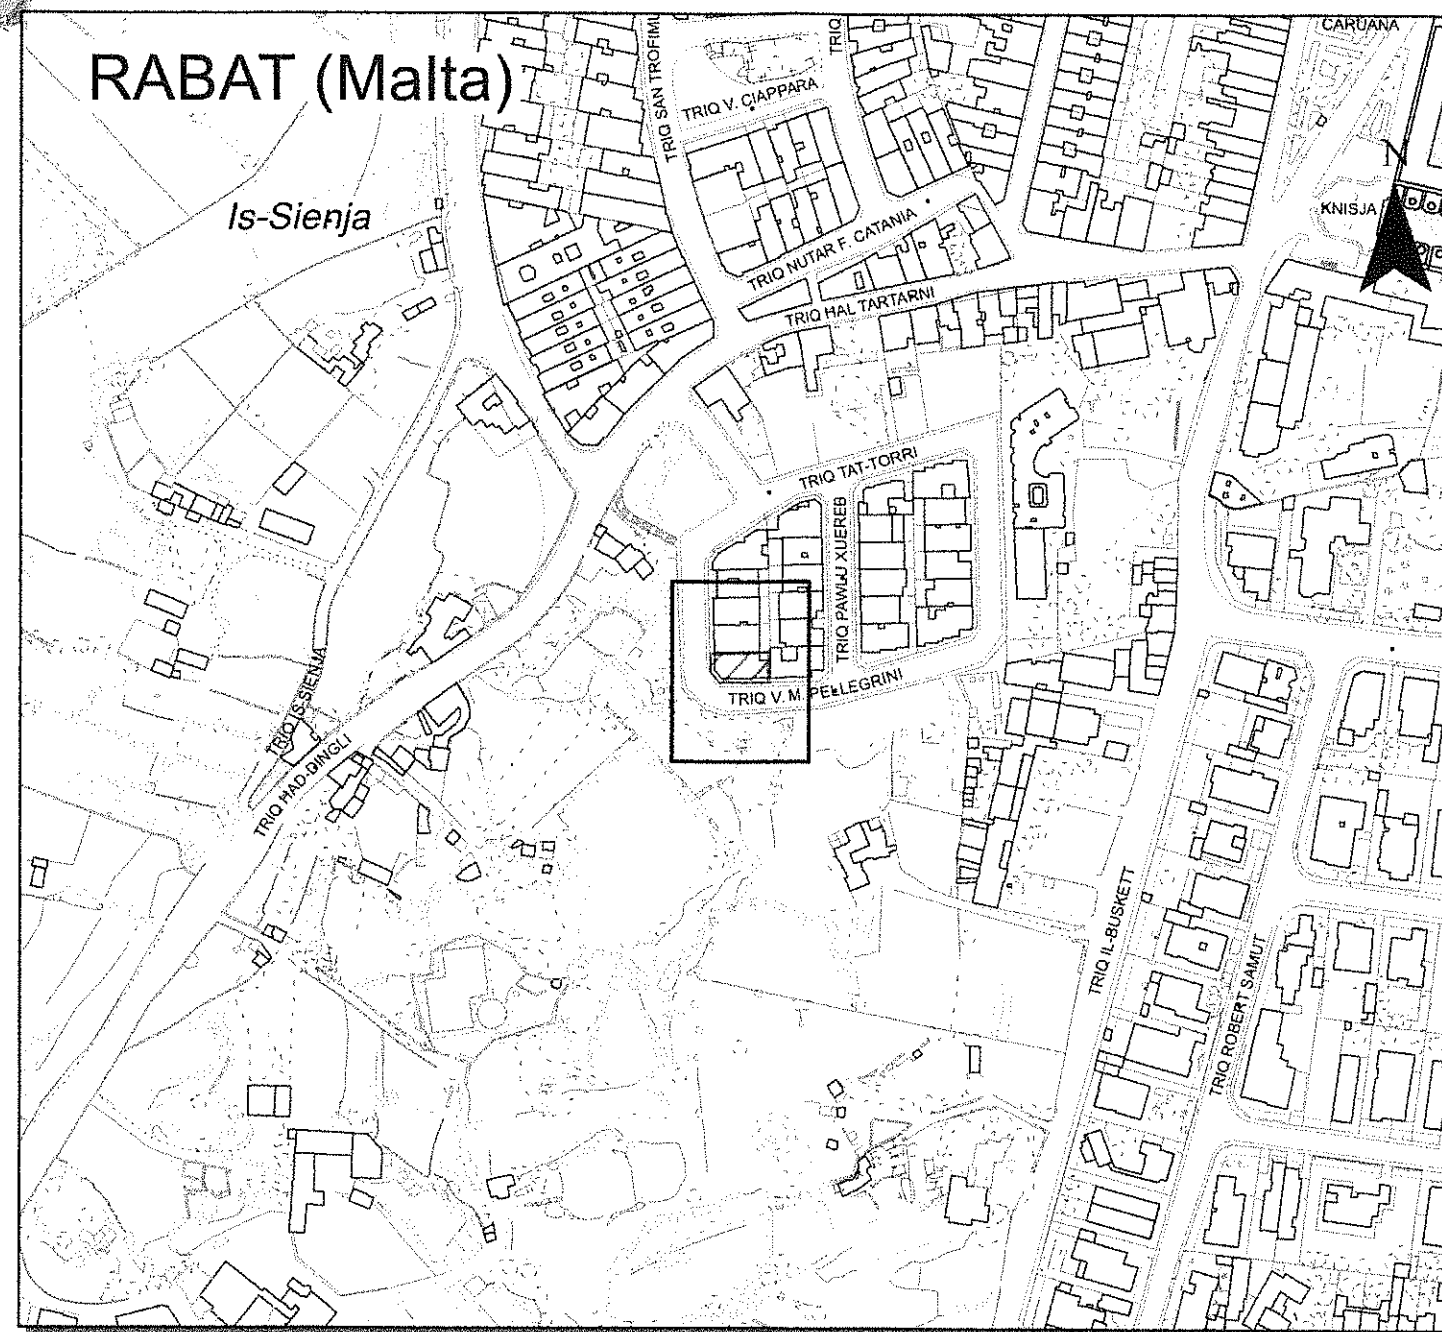 RABAT (Malta)
CARUANA
TRIQ SAN TROFIMU
TRIQ
TRIQ V. CIAPPARA
N
KNISJA
Is-Sienja
TRIQ NUTAR F. CATANIA
TRIQ HAL TARTARNI
TRIQ TAT-TORRI
TRIQ PAWLU XUEREB
TRIQ V. M. PELLEGRINI
TRIQ IS-SIENJA
TRIQ HAD-DINGLI
TRIQ IL-BUSKETT
TRIQ ROBERT SAMUT